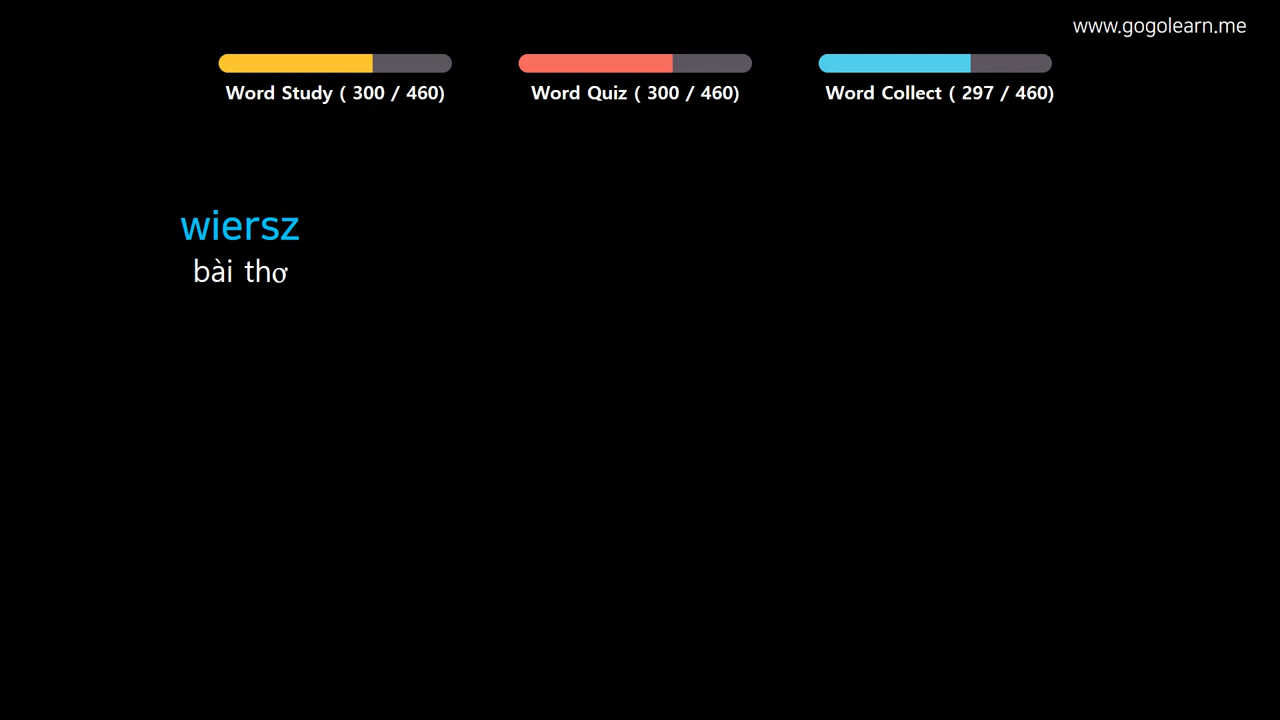 www.gogolearn.me
Word Study ( 300 / 460)
Word Quiz ( 300 / 460)
Word Collect ( 297 / 460)
wiersz
bài thơ